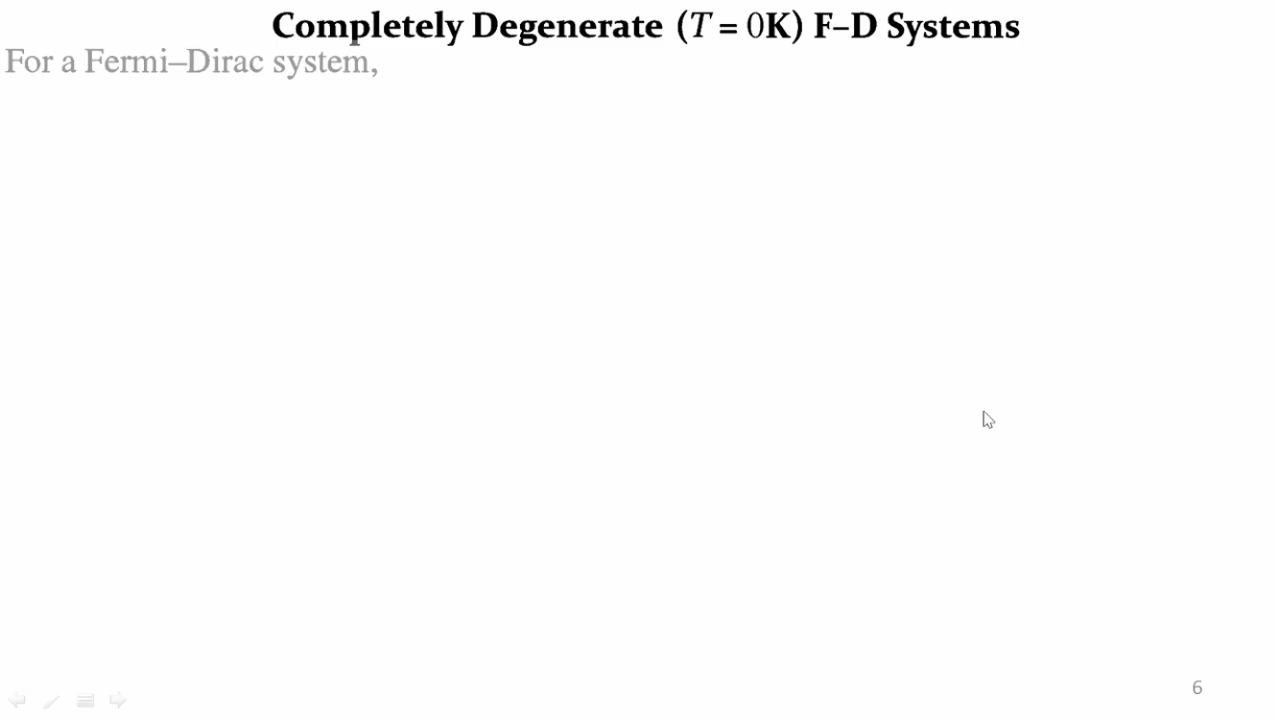 Completely Degenerate (T = 0K) F–D Systems
For a Fermi–Dirac system,
6